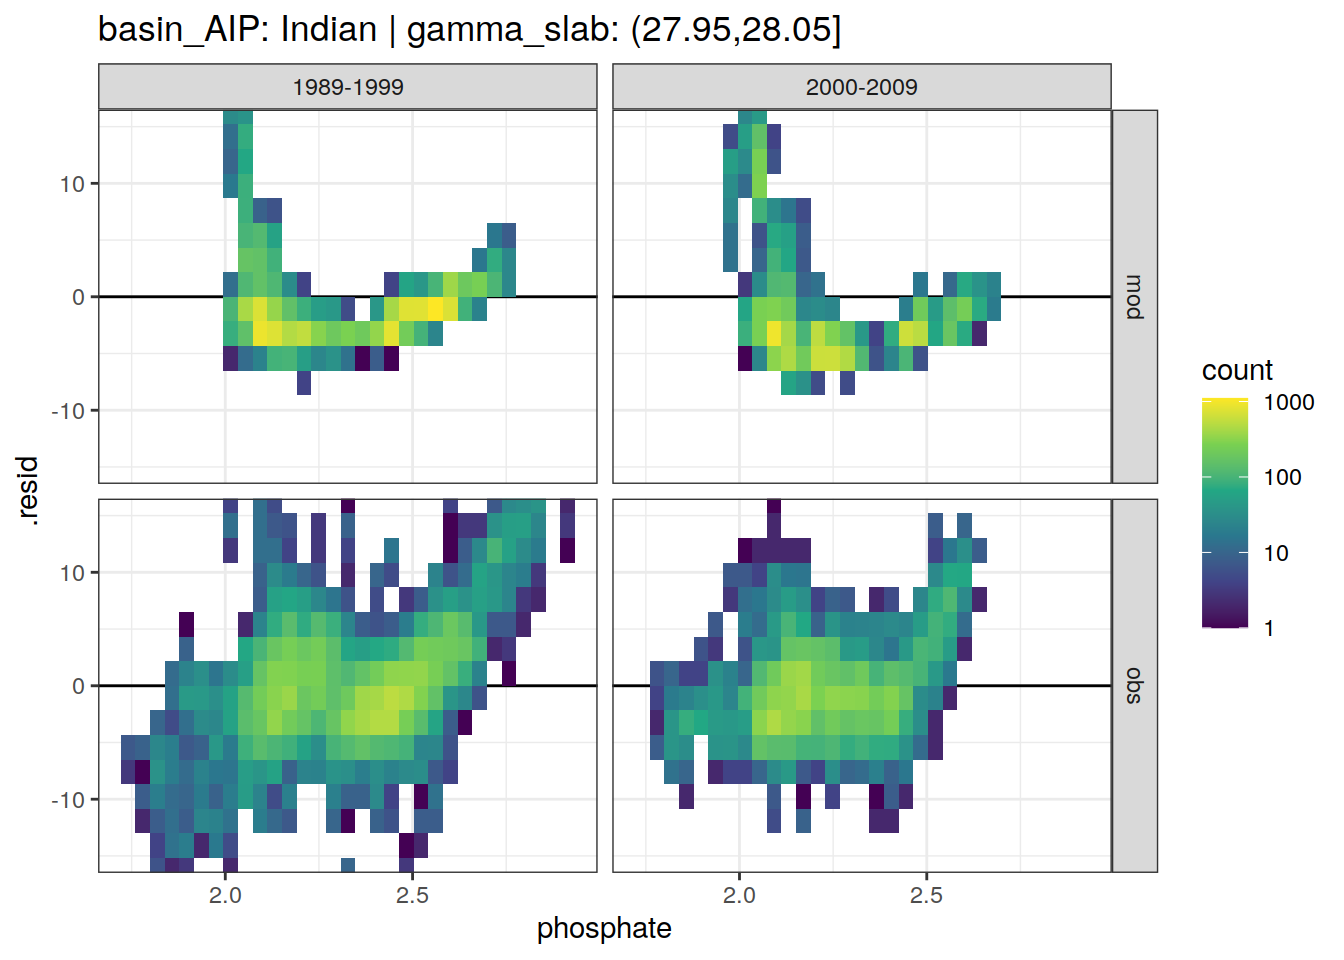 basin_AIP: Indian | gamma_slab: (27.95,28.05]
1989-1999
2000-2009
10
0
-10
mod
10
0
-10
obs
.resid
2.0
2.5
2.0
2.5
phosphate
count
1000
100
10
1